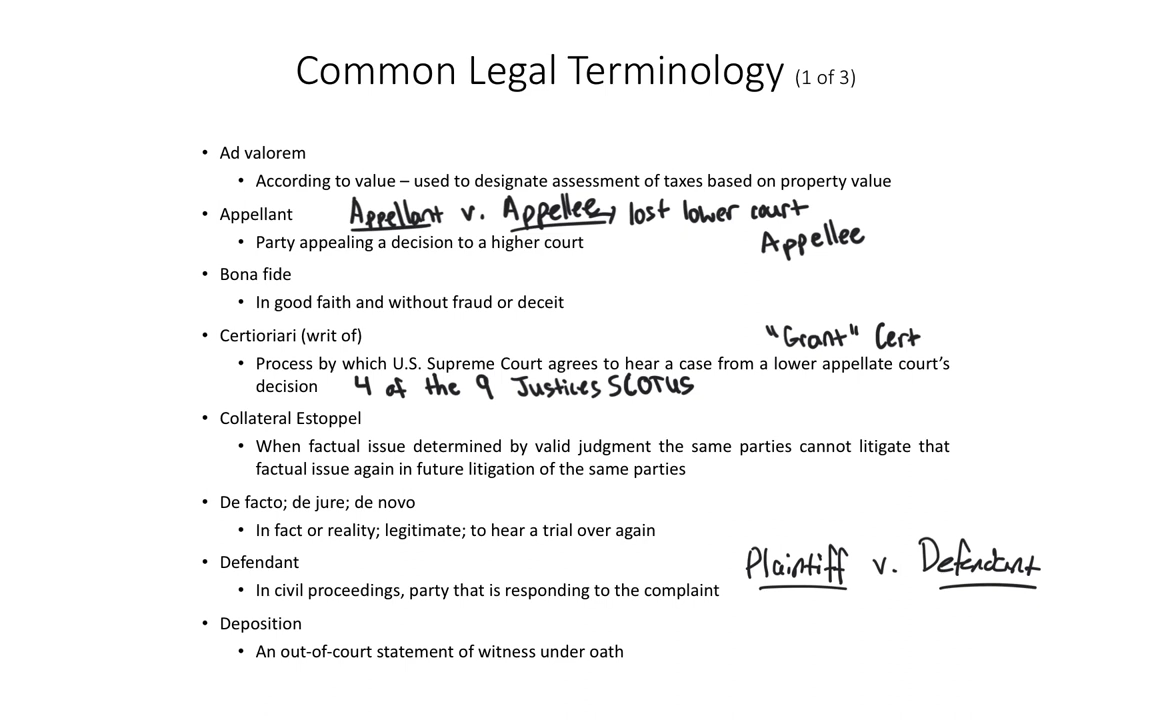 Common Legal Terminology (1 of 3)
• Ad valorem
• According to value – used to designate assessment of taxes based on property value
• Appellant Appellant v. Appellee, lost lower court
• Party appealing a decision to a higher court Appellee
• Bona fide
• In good faith and without fraud or deceit
• Certioriari (writ of) "Grant" Cert
• Process by which U.S. Supreme Court agrees to hear a case from a lower appellate court's
decision 4 of the 9 Justices SCOTUS
• Collateral Estoppel
• When factual issue determined by valid judgment the same parties cannot litigate that
factual issue again in future litigation of the same parties
• De facto; de jure; de novo
• In fact or reality; legitimate; to hear a trial over again
• Defendant Plaintiff v. Defendant
• In civil proceedings, party that is responding to the complaint
• Deposition
• An out-of-court statement of witness under oath